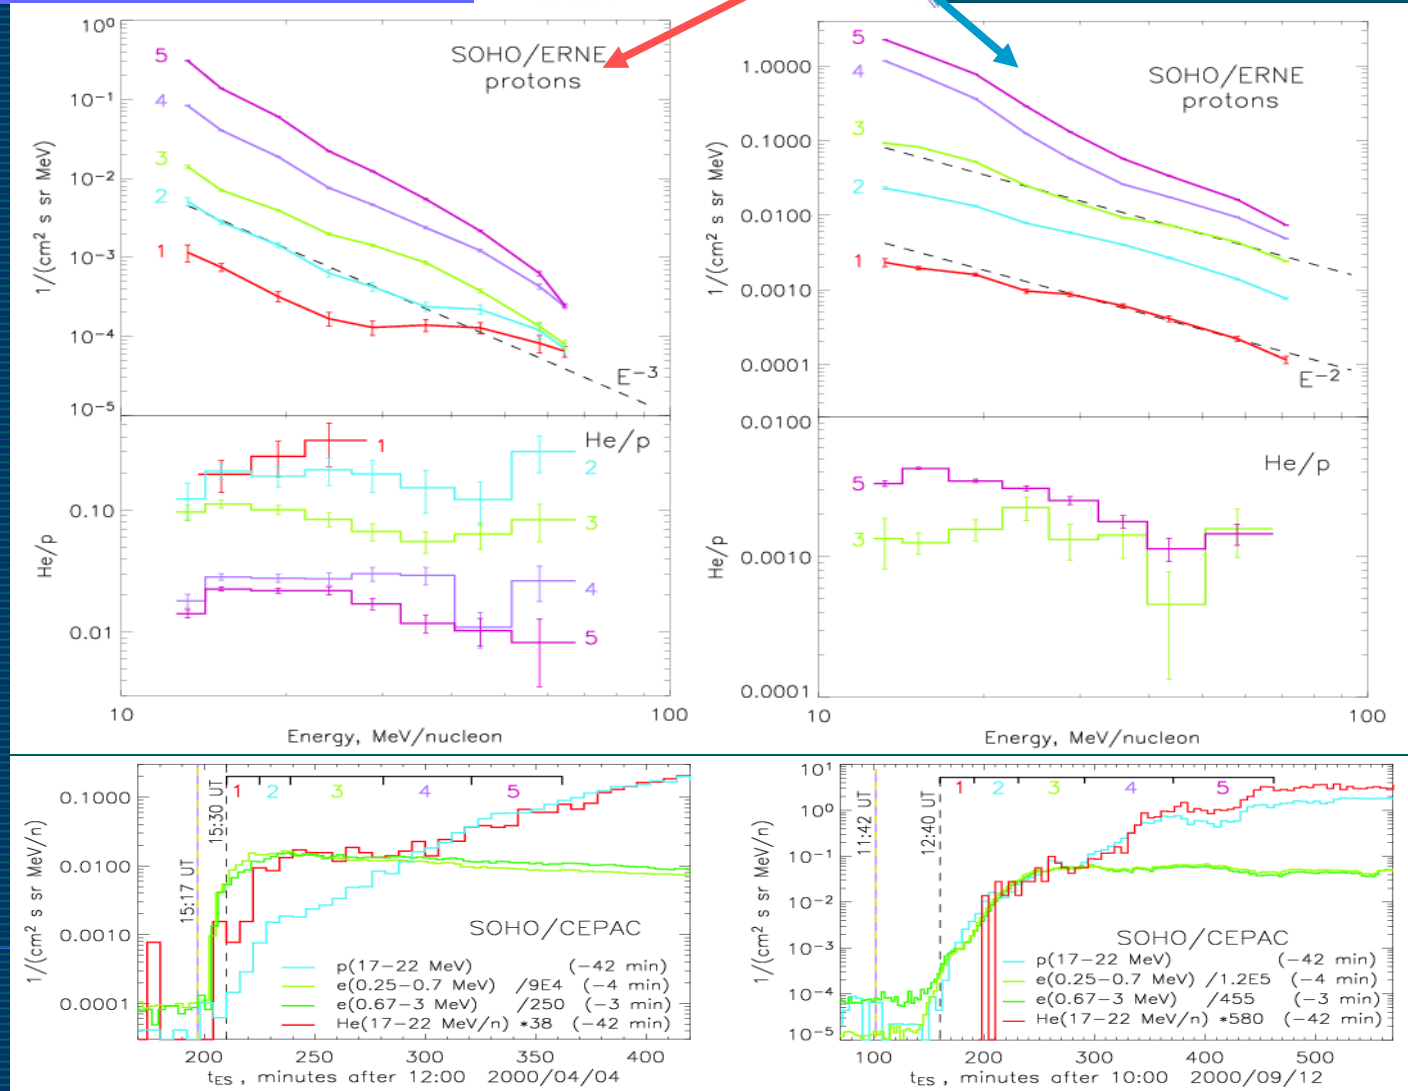 SOHO/ERNE
protons
10⁰
10⁻¹
10⁻²
10⁻³
10⁻⁴
10⁻⁵
1/(cm² s sr MeV)
5
4
3
2
1
E⁻³
He/p
1
2
3
4
5
0.10
0.01
He/p
10
100
Energy, MeV/nucleon
SOHO/ERNE
protons
1.0000
0.1000
0.0100
0.0010
0.0001
1/(cm² s sr MeV)
5
4
3
2
1
E⁻²
He/p
5
3
0.0100
0.0010
0.0001
He/p
10
100
Energy, MeV/nucleon
0.1000
0.0100
0.0010
0.0001
1/(cm² s sr MeV/n)
15:17 UT
15:30 UT
1 2 3 4 5
SOHO/CEPAC
p(17-22 MeV) (-42 min)
e(0.25-0.7 MeV) /9E4 (-4 min)
e(0.67-3 MeV) /250 (-3 min)
He(17-22 MeV/n) *38 (-42 min)
200 250 300 350 400
tES , minutes after 12:00 2000/04/04
10¹
10⁰
10⁻¹
10⁻²
10⁻³
10⁻⁴
10⁻⁵
1/(cm² s sr MeV/n)
11:42 UT
12:40 UT
1 2 3 4 5
SOHO/CEPAC
p(17-22 MeV) (-42 min)
e(0.25-0.7 MeV) /1.2E5 (-4 min)
e(0.67-3 MeV) /455 (-3 min)
He(17-22 MeV/n) *580 (-42 min)
100 200 300 400 500
tES , minutes after 10:00 2000/09/12